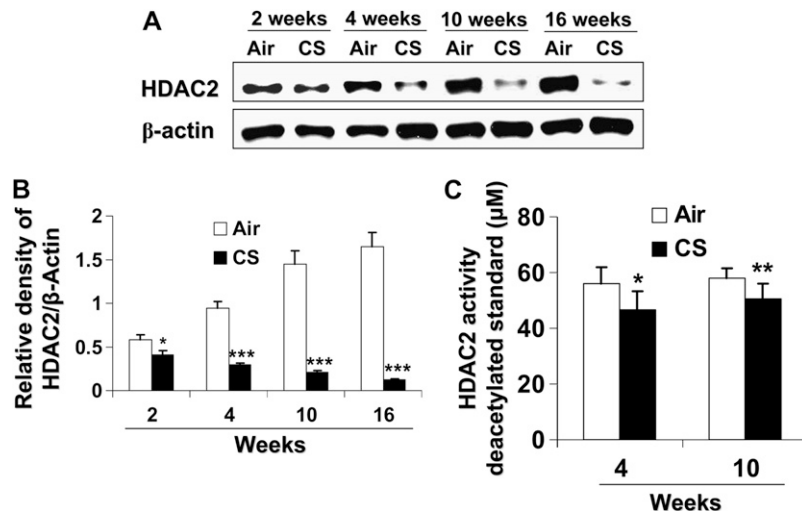 A
2 weeks 4 weeks 10 weeks 16 weeks
Air CS Air CS Air CS Air CS
HDAC2
β-actin
B
Relative density of
HDAC2/β-Actin
2
1.5
1
0.5
0
Air
CS
*
***
***
***
2 4 10 16
Weeks
C
HDAC2 activity
deacetylated standard (µM)
80
60
40
20
0
Air
CS
*
**
4 10
Weeks